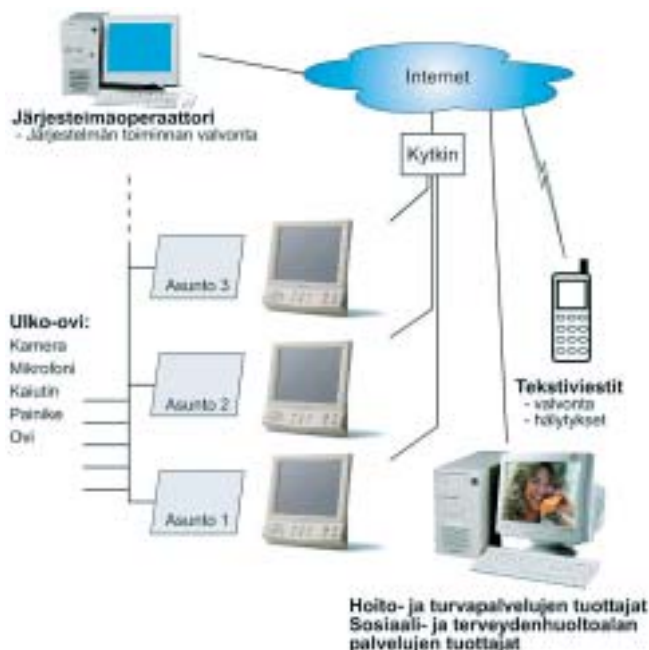 Internet
Järjestelmäoperaattori
- Järjestelmän toiminnan valvonta
Kytkin
Asunto 3
Ulko-ovi:
Kamera
Mikrofoni
Kaiutin
Painike
Ovi
Asunto 2
Tekstiviestit
- valvonta
- hälytykset
Asunto 1
Hoito- ja turvapalvelujen tuottajat
Sosiaali- ja terveydenhuoltoalan
palvelujen tuottajat